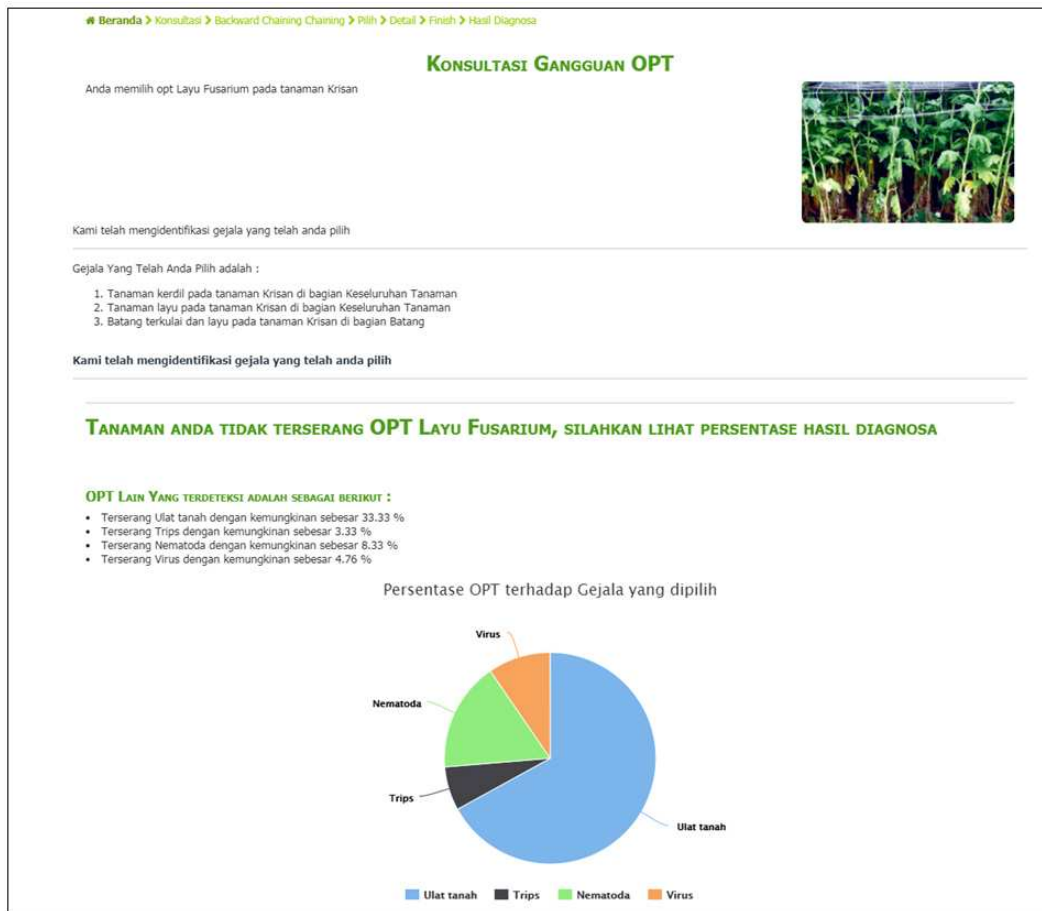 Beranda > Konsultasi > Backward Chaining Chaining > Pilih > Detail > Finish > Hasil Diagnosa
Konsultasi Gangguan OPT
Anda memilih opt Layu Fusarium pada tanaman Krisan
Kami telah mengidentifikasi gejala yang telah anda pilih
Gejala Yang Telah Anda Pilih adalah :
1. Tanaman kerdil pada tanaman Krisan di bagian Keseluruhan Tanaman
2. Tanaman layu pada tanaman Krisan di bagian Keseluruhan Tanaman
3. Batang terkulai dan layu pada tanaman Krisan di bagian Batang
Kami telah mengidentifikasi gejala yang telah anda pilih
Tanaman anda tidak terserang OPT Layu Fusarium, silahkan lihat persentase hasil diagnosa
OPT Lain Yang terdeteksi adalah sebagai berikut :
• Terserang Ulat tanah dengan kemungkinan sebesar 33.33 %
• Terserang Trips dengan kemungkinan sebesar 3.33 %
• Terserang Nematoda dengan kemungkinan sebesar 8.33 %
• Terserang Virus dengan kemungkinan sebesar 4.76 %
Persentase OPT terhadap Gejala yang dipilih
Virus
Nematoda
Trips
Ulat tanah
Ulat tanah Trips Nematoda Virus